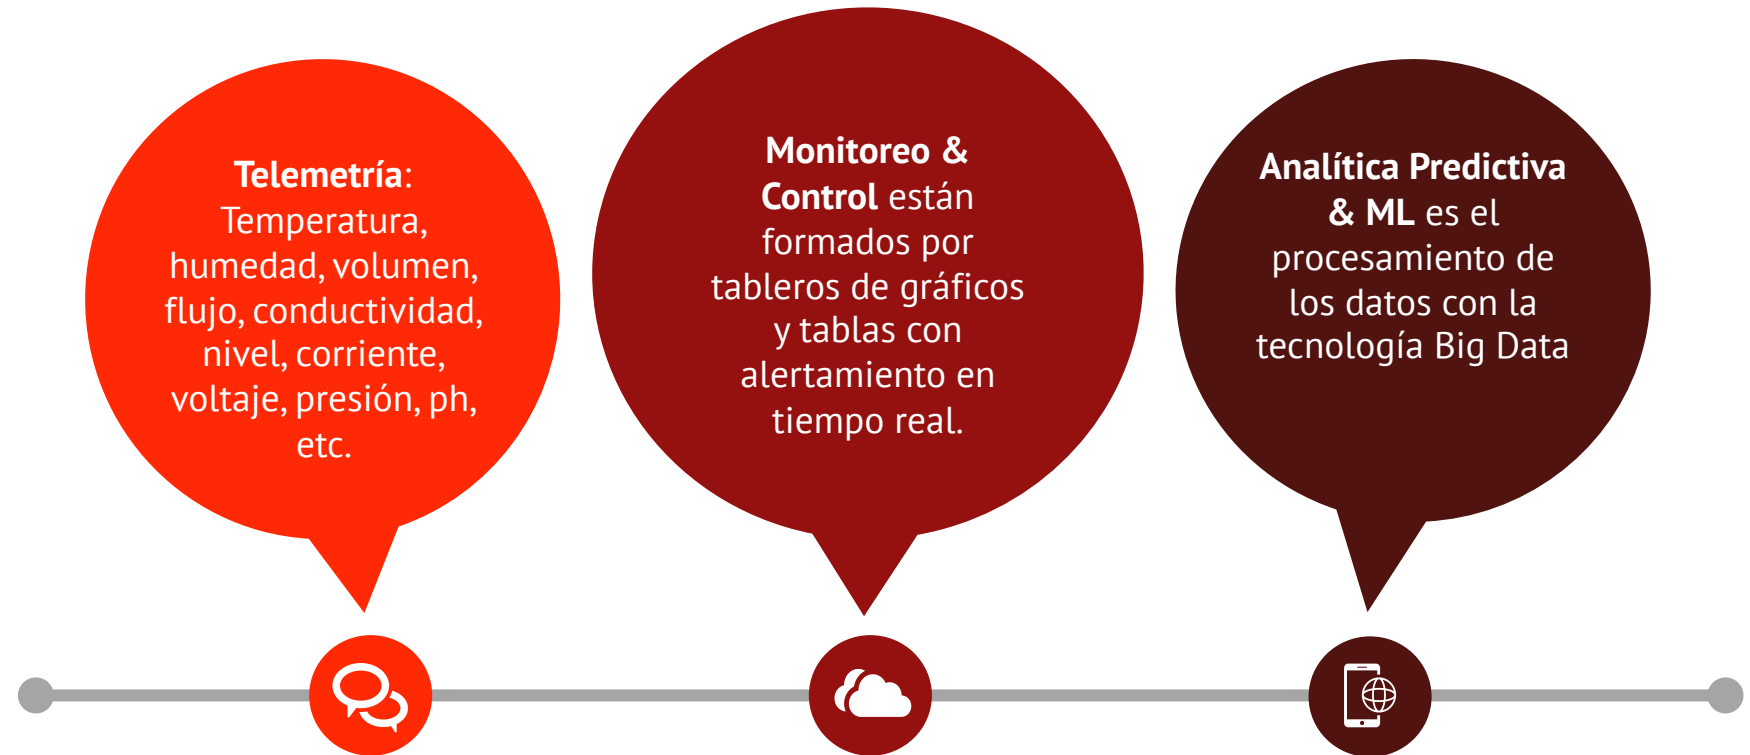 Telemetría:
Temperatura,
humedad, volumen,
flujo, conductividad,
nivel, corriente,
voltaje, presión, ph,
etc.
Monitoreo &
Control están
formados por
tableros de gráficos
y tablas con
alertamiento en
tiempo real.
Analítica Predictiva
& ML es el
procesamiento de
los datos con la
tecnología Big Data